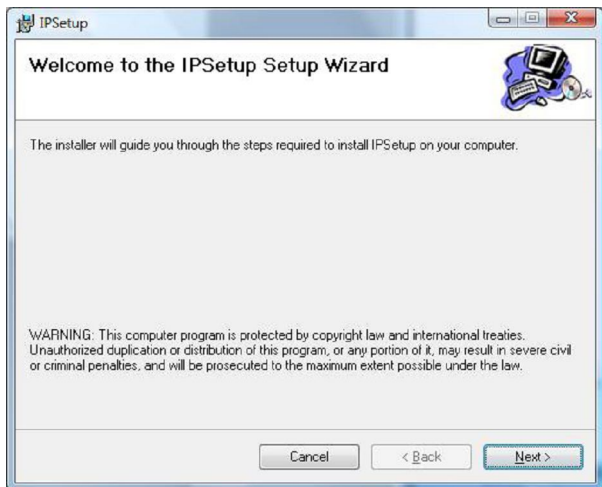 IPSetup
Welcome to the IPSetup Setup Wizard
The installer will guide you through the steps required to install IPSetup on your computer.
WARNING: This computer program is protected by copyright law and international treaties.
Unauthorized duplication or distribution of this program, or any portion of it, may result in severe civil
or criminal penalties, and will be prosecuted to the maximum extent possible under the law.
Cancel
< Back
Next >